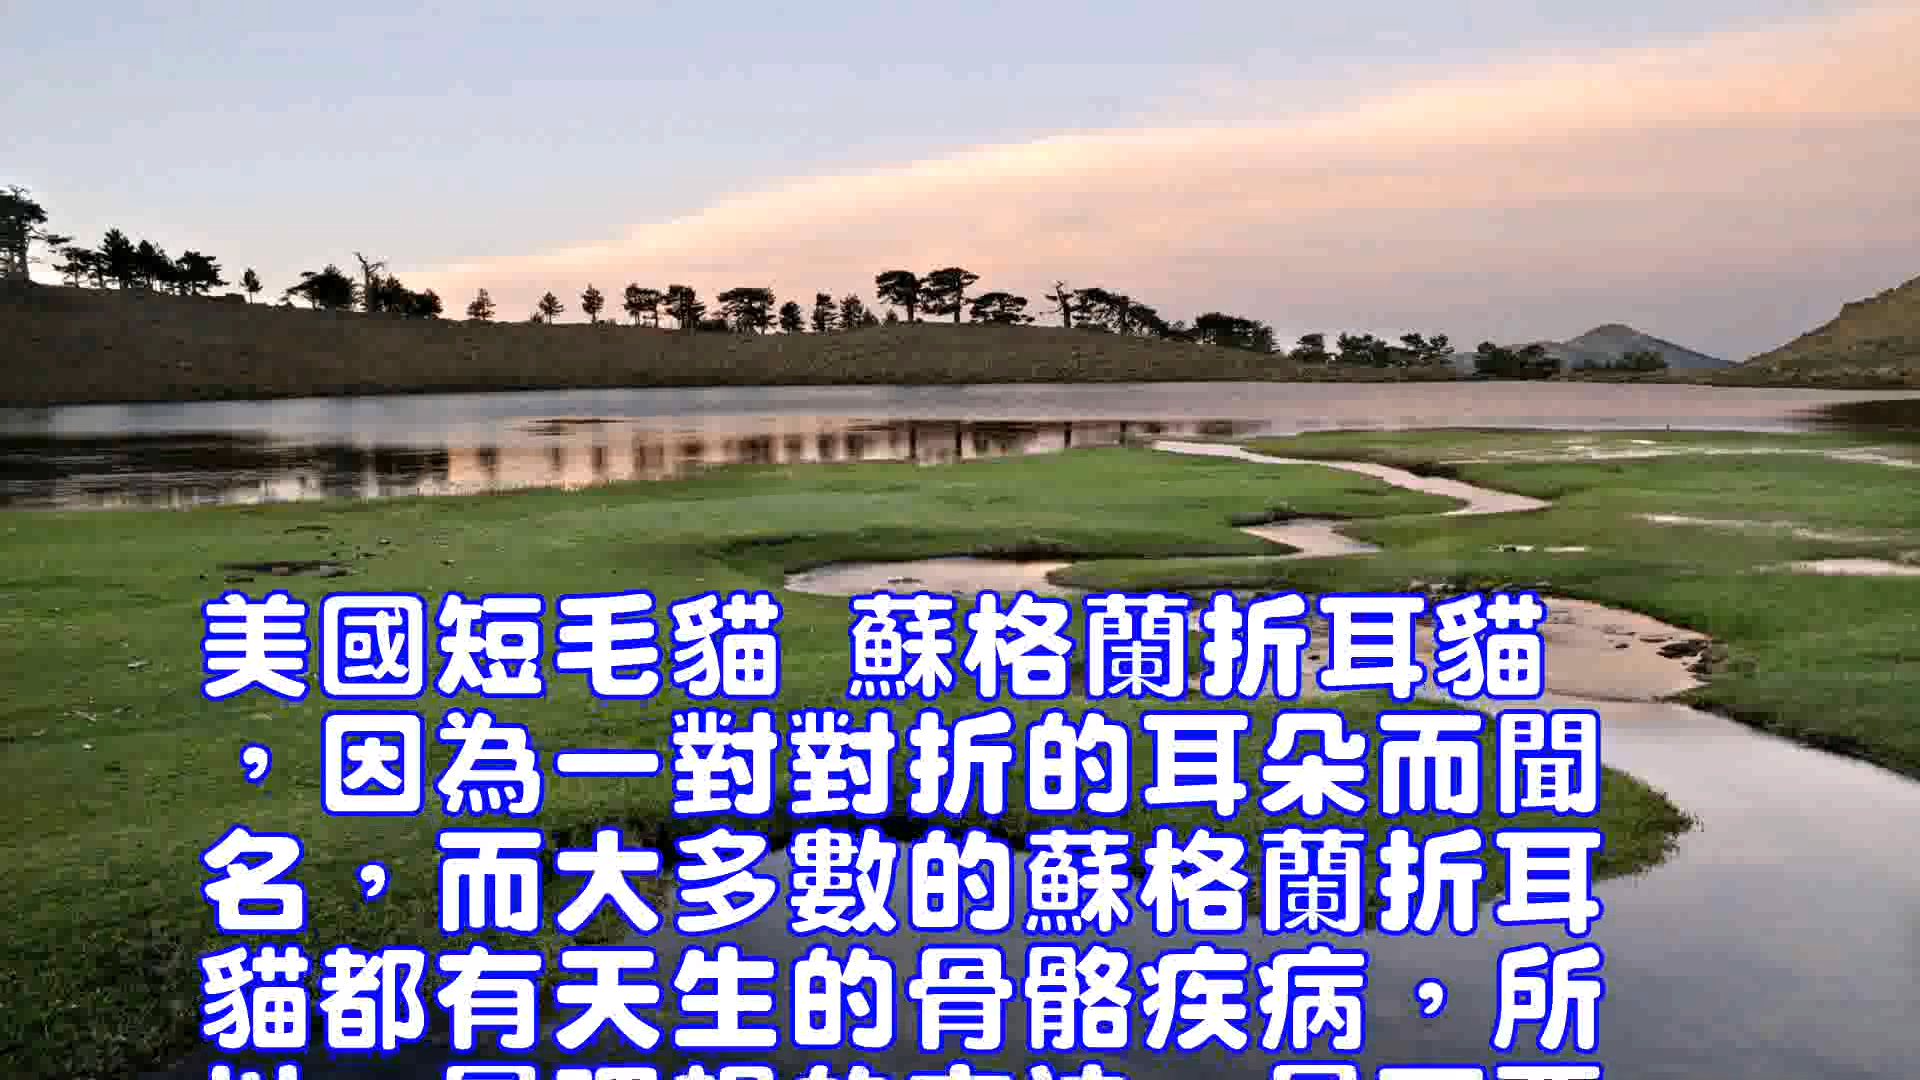 美國短毛貓 蘇格蘭折耳貓
，因為一對對折的耳朵而聞
名，而大多數的蘇格蘭折耳
貓都有天生的骨骼疾病，所